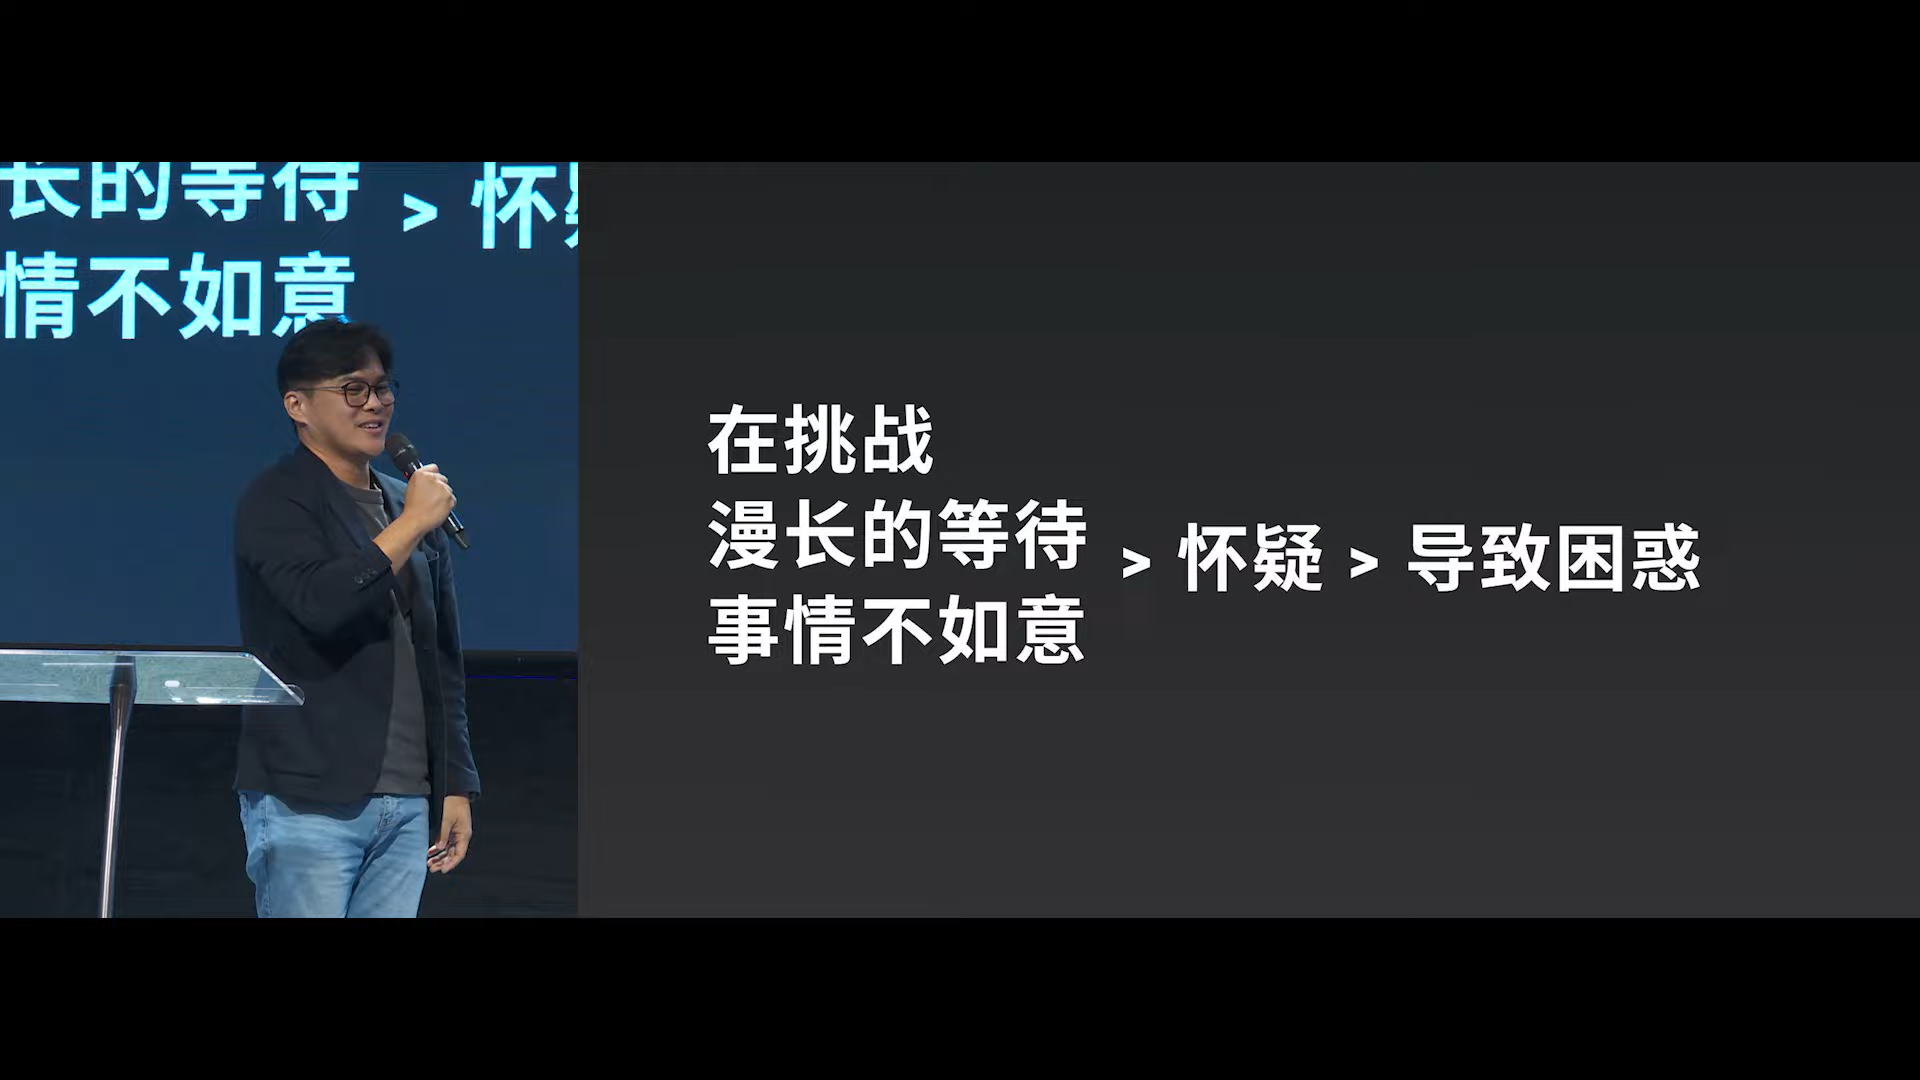 长的等待 > 怀疑
情不如意
在挑战
漫长的等待
事情不如意
> 怀疑 > 导致困惑